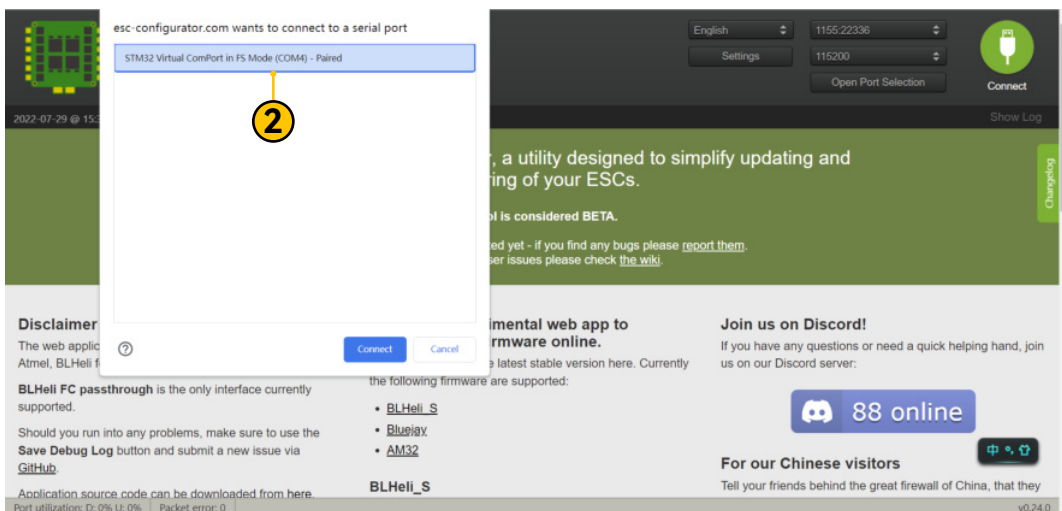 esc-configurator.com wants to connect to a serial port
STM32 Virtual ComPort in FS Mode (COM4) - Paired
2
Connect
Cancel
English
1155:22336
Settings
115200
Open Port Selection
Connect
2022-07-29 @ 15:
Show Log
Changelog
, a utility designed to simplify updating and
ring of your ESCs.
ol is considered BETA.
ted yet - if you find any bugs please report them.
ser issues please check the wiki.
Disclaimer
The web applic
Atmel, BLHeli f
BLHeli FC passthrough is the only interface currently
supported.
Should you run into any problems, make sure to use the
Save Debug Log button and submit a new issue via
GitHub.
Application source code can be downloaded from here.
imental web app to
rmware online.
e latest stable version here. Currently
the following firmware are supported:
• BLHeli_S
• Bluejay
• AM32
BLHeli_S
Join us on Discord!
If you have any questions or need a quick helping hand, join
us on our Discord server:
88 online
中 °, 
For our Chinese visitors
Tell your friends behind the great firewall of China, that they
Port utilization: D: 0% U: 0%
Packet error: 0
v0.24.0